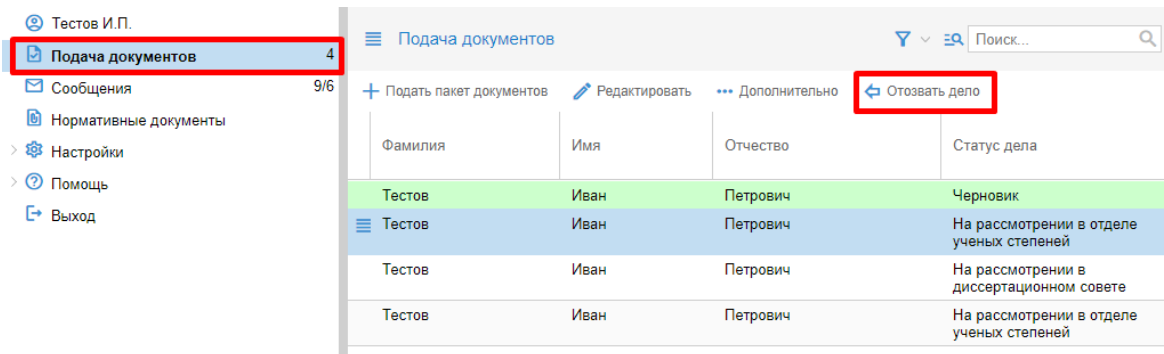 Тестов И.П.
Подача документов 4
Сообщения 9/6
Нормативные документы
Настройки
Помощь
Выход
Подача документов Поиск...
Подать пакет документов Редактировать Дополнительно Отозвать дело
Фамилия Имя Отчество Статус дела
Тестов Иван Петрович Черновик
Тестов Иван Петрович На рассмотрении в отделе
ученых степеней
Тестов Иван Петрович На рассмотрении в
диссертационном совете
Тестов Иван Петрович На рассмотрении в отделе
ученых степеней